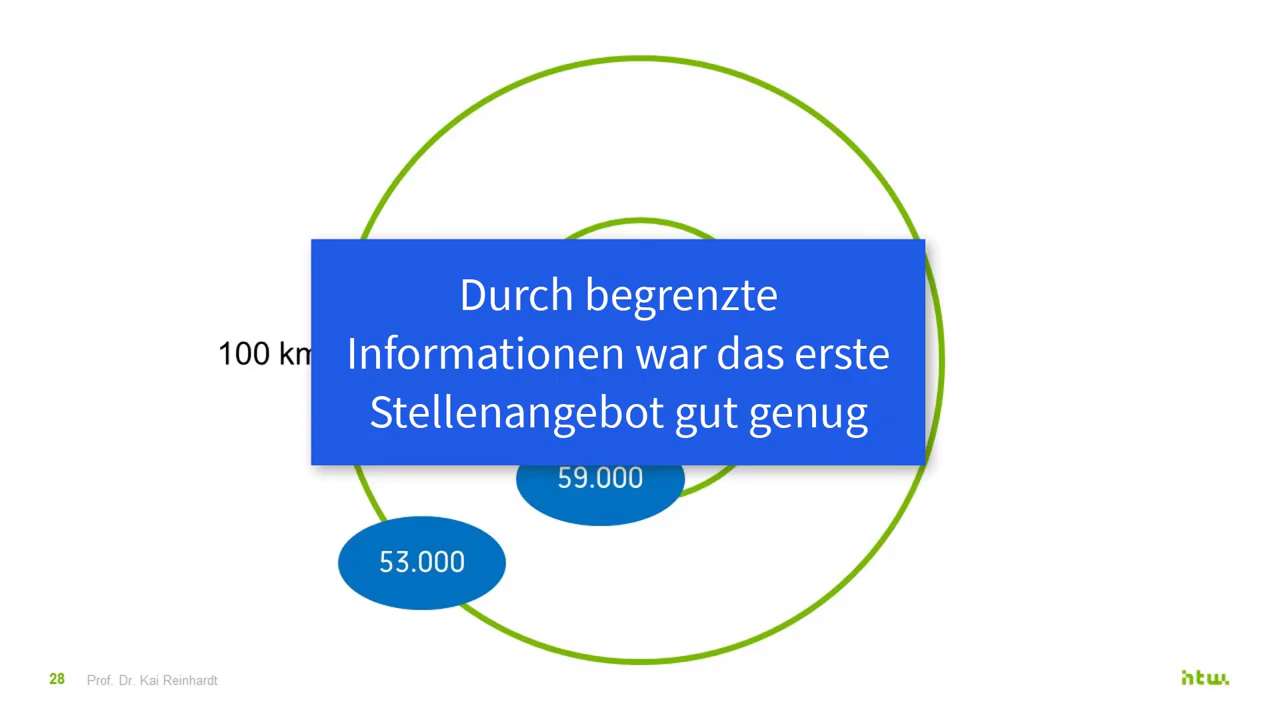 Durch begrenzte
Informationen war das erste
Stellenangebot gut genug
100 km
59.000
53.000
28 Prof. Dr. Kai Reinhardt
htw.